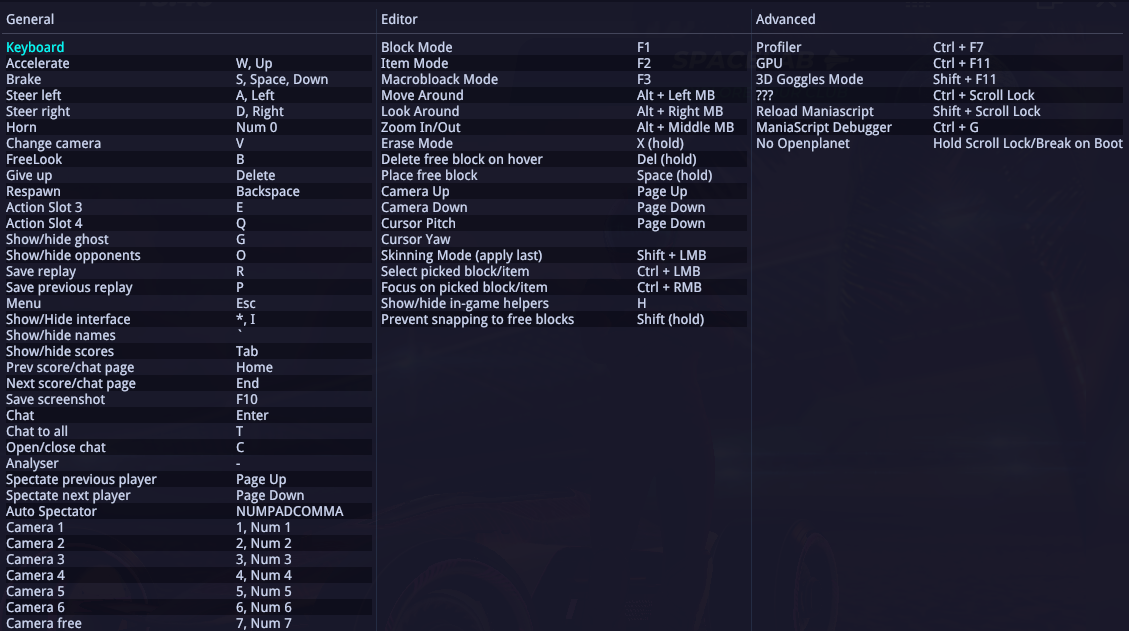 General
Keyboard
Accelerate W, Up
Brake S, Space, Down
Steer left A, Left
Steer right D, Right
Horn Num 0
Change camera V
FreeLook B
Give up Delete
Respawn Backspace
Action Slot 3 E
Action Slot 4 Q
Show/hide ghost G
Show/hide opponents O
Save replay R
Save previous replay P
Menu Esc
Show/Hide interface *, I
Show/hide names `
Show/hide scores Tab
Prev score/chat page Home
Next score/chat page End
Save screenshot F10
Chat Enter
Chat to all T
Open/close chat C
Analyser -
Spectate previous player Page Up
Spectate next player Page Down
Auto Spectator NUMPADCOMMA
Camera 1 1, Num 1
Camera 2 2, Num 2
Camera 3 3, Num 3
Camera 4 4, Num 4
Camera 5 5, Num 5
Camera 6 6, Num 6
Camera free 7, Num 7
Editor
Block Mode F1
Item Mode F2
Macrobloack Mode F3
Move Around Alt + Left MB
Look Around Alt + Right MB
Zoom In/Out Alt + Middle MB
Erase Mode X (hold)
Delete free block on hover Del (hold)
Place free block Space (hold)
Camera Up Page Up
Camera Down Page Down
Cursor Pitch Page Down
Cursor Yaw
Skinning Mode (apply last) Shift + LMB
Select picked block/item Ctrl + LMB
Focus on picked block/item Ctrl + RMB
Show/hide in-game helpers H
Prevent snapping to free blocks Shift (hold)
Advanced
Profiler Ctrl + F7
GPU Ctrl + F11
3D Goggles Mode Shift + F11
??? Ctrl + Scroll Lock
Reload Maniascript Shift + Scroll Lock
ManiaScript Debugger Ctrl + G
No Openplanet Hold Scroll Lock/Break on Boot